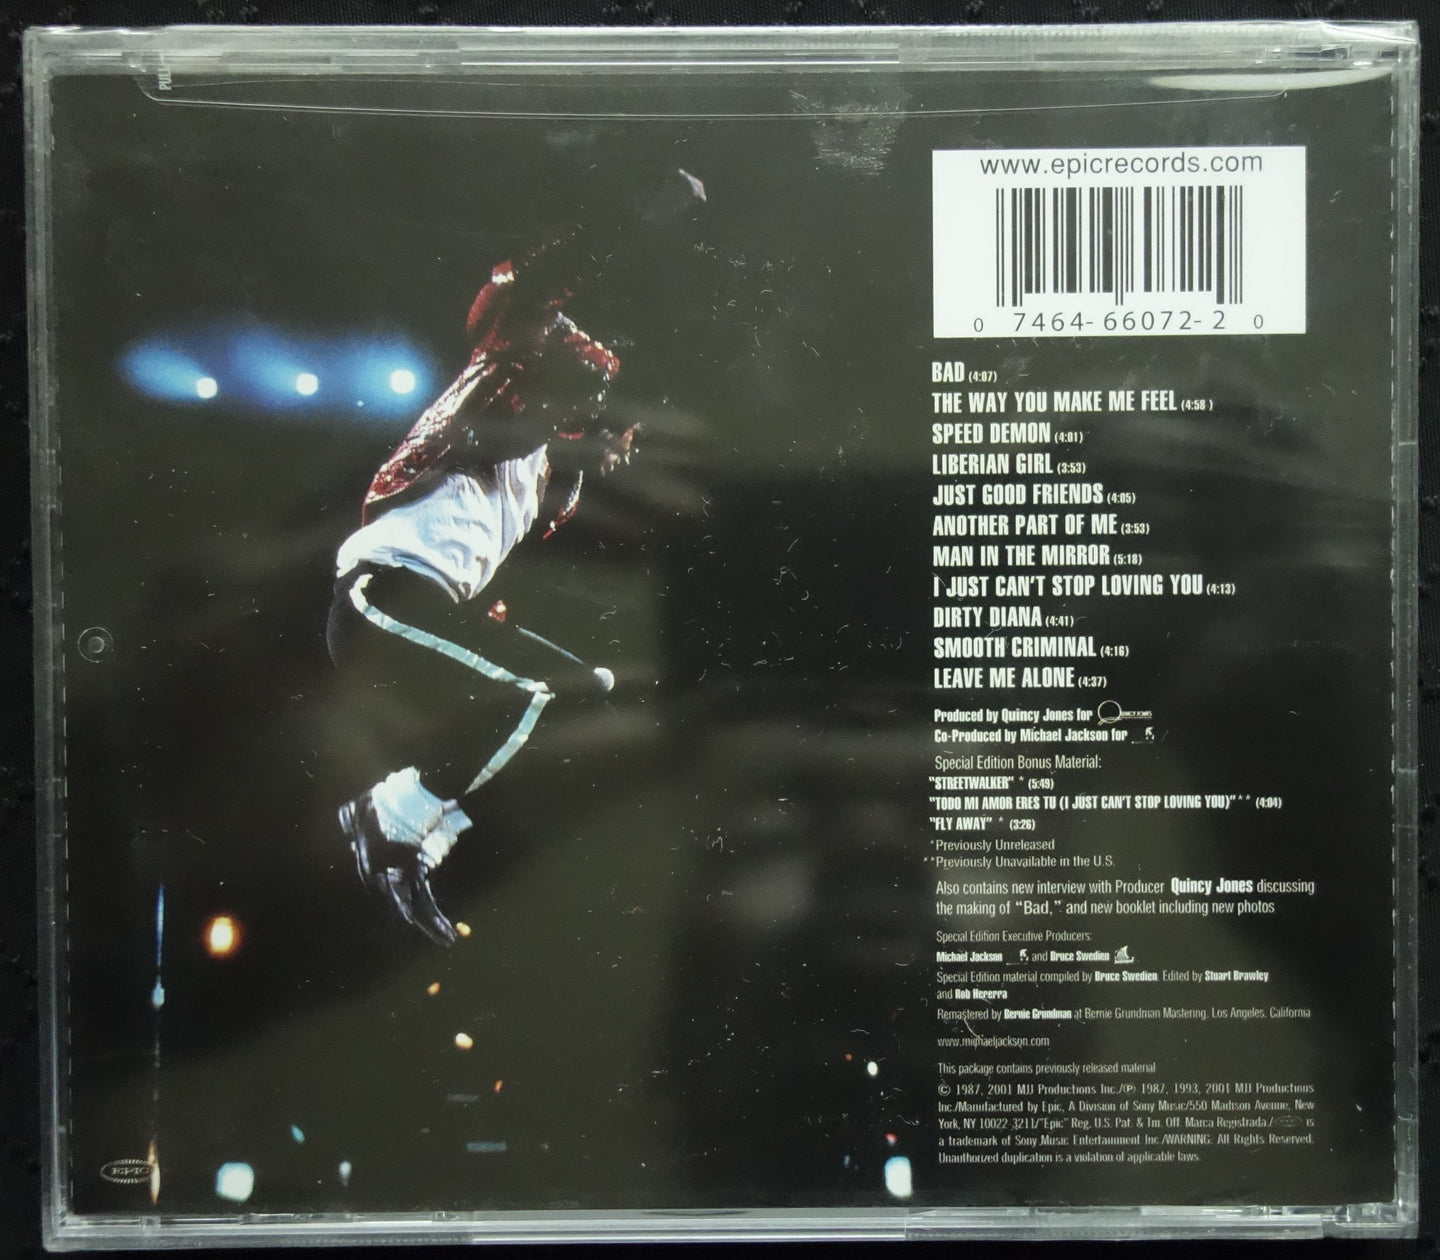 PULL
www.epicrecords.com
0 7464-66072-2 0
BAD (4:07)
THE WAY YOU MAKE ME FEEL (4:58 )
SPEED DEMON (4:01)
LIBERIAN GIRL (3:53)
JUST GOOD FRIENDS (4:05)
ANOTHER PART OF ME (3:53)
MAN IN THE MIRROR (5:18)
I JUST CAN'T STOP LOVING YOU (4:13)
DIRTY DIANA (4:41)
SMOOTH CRIMINAL (4:16)
LEAVE ME ALONE (4:37)
Produced by Quincy Jones for QUINCY JONES
Co-Produced by Michael Jackson for
Special Edition Bonus Material:
"STREETWALKER" * (5:49)
"TODO MI AMOR ERES TU (I JUST CAN'T STOP LOVING YOU)"** (4:04)
"FLY AWAY" * (3:26)
*Previously Unreleased
**Previously Unavailable in the U.S.
Also contains new interview with Producer Quincy Jones discussing
the making of "Bad," and new booklet including new photos
Special Edition Executive Producers:
Michael Jackson and Bruce Swedien
Special Edition material compiled by Bruce Swedien. Edited by Stuart Brawley
and Rob Hererra
Remastered by Bernie Grundman at Bernie Grundman Mastering, Los Angeles, California
www.michaeljackson.com
This package contains previously released material
© 1987, 2001 MJJ Productions Inc./℗ 1987, 1993, 2001 MJJ Productions
Inc./Manufactured by Epic, A Division of Sony Music/550 Madison Avenue, New
York, NY 10022-3211/"Epic" Reg. U.S. Pat. & Tm. Off. Marca Registrada./ EPIC is
a trademark of Sony Music Entertainment Inc./WARNING: All Rights Reserved.
Unauthorized duplication is a violation of applicable laws.
EPIC